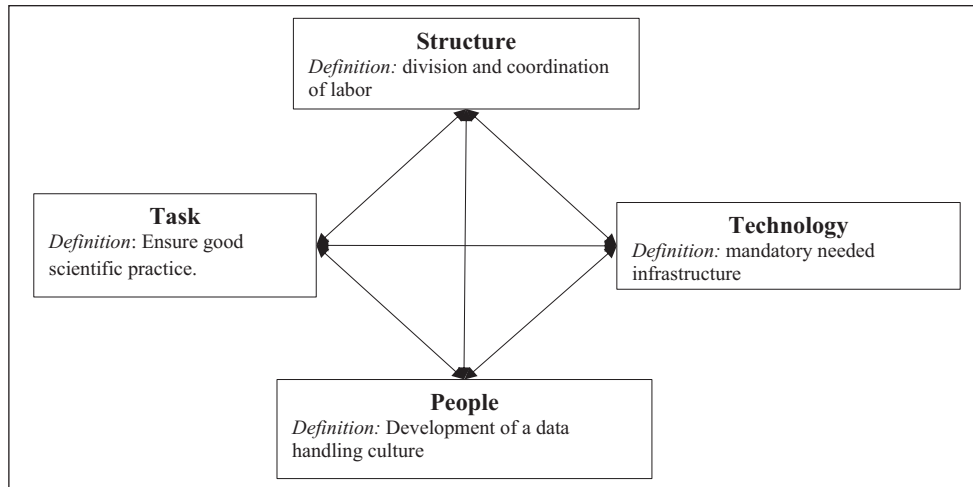 Structure
Definition: division and coordination
of labor
Task
Definition: Ensure good
scientific practice.
Technology
Definition: mandatory needed
infrastructure
People
Definition: Development of a data
handling culture